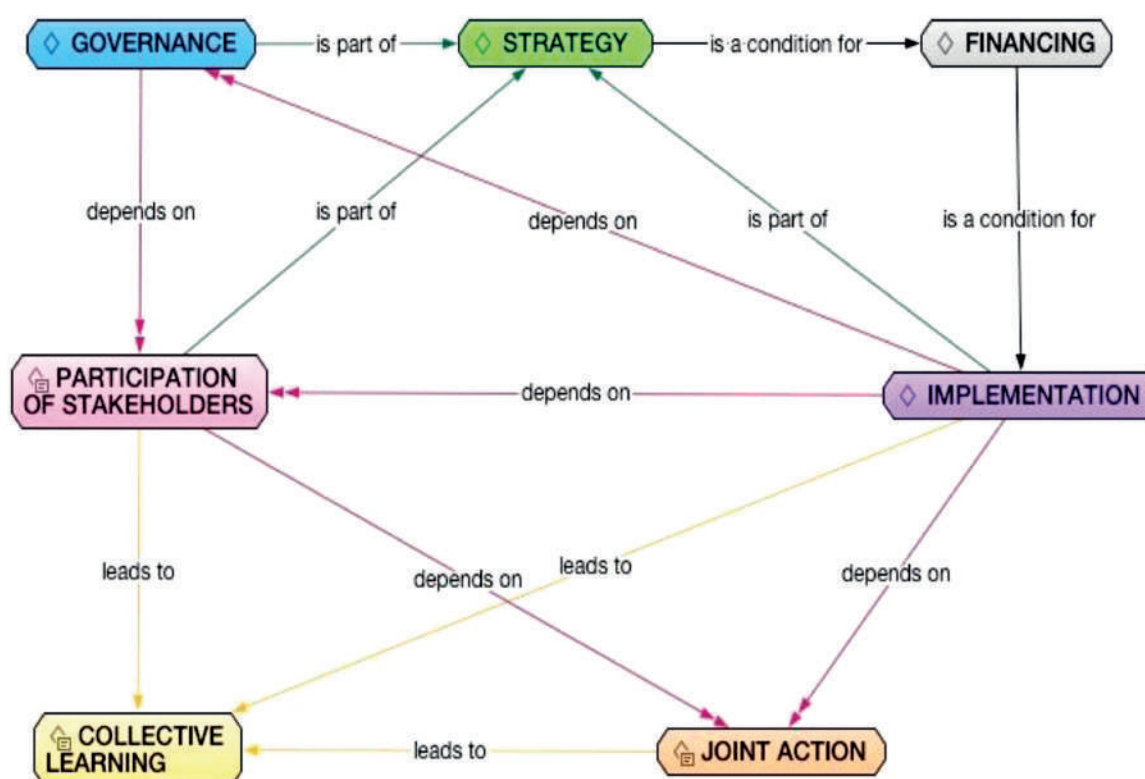 GOVERNANCE
is part of
STRATEGY
is a condition for
FINANCING
depends on
is part of
depends on
is part of
is a condition for
PARTICIPATION
OF STAKEHOLDERS
depends on
IMPLEMENTATION
leads to
depends on
leads to
depends on
COLLECTIVE
LEARNING
leads to
JOINT ACTION